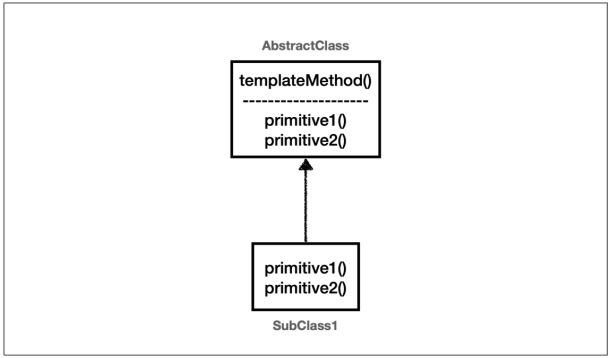 AbstractClass
templateMethod()
--------------------
primitive1()
primitive2()
primitive1()
primitive2()
SubClass1